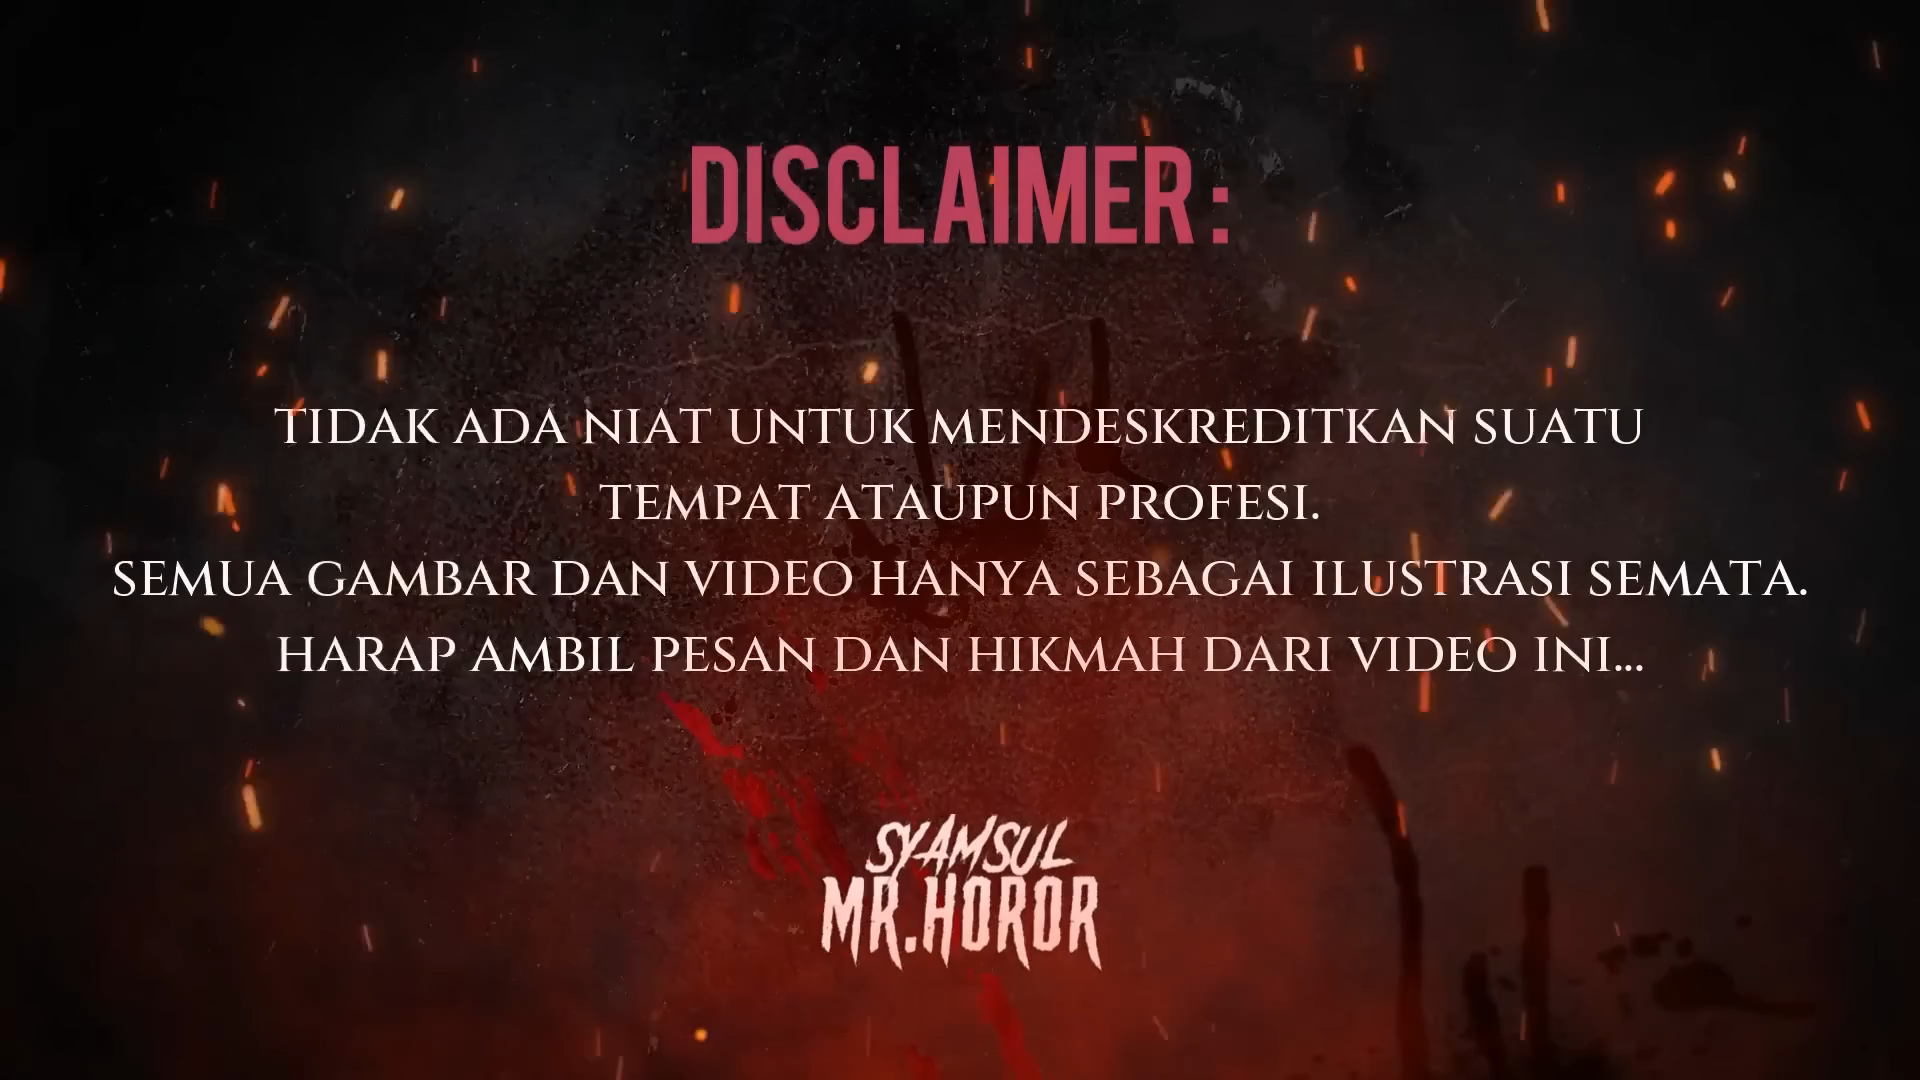 DISCLAIMER :
TIDAK ADA NIAT UNTUK MENDESKREDITKAN SUATU
TEMPAT ATAUPUN PROFESI.
SEMUA GAMBAR DAN VIDEO HANYA SEBAGAI ILUSTRASI SEMATA.
HARAP AMBIL PESAN DAN HIKMAH DARI VIDEO INI...
SYAMSUL
MR.HOROR